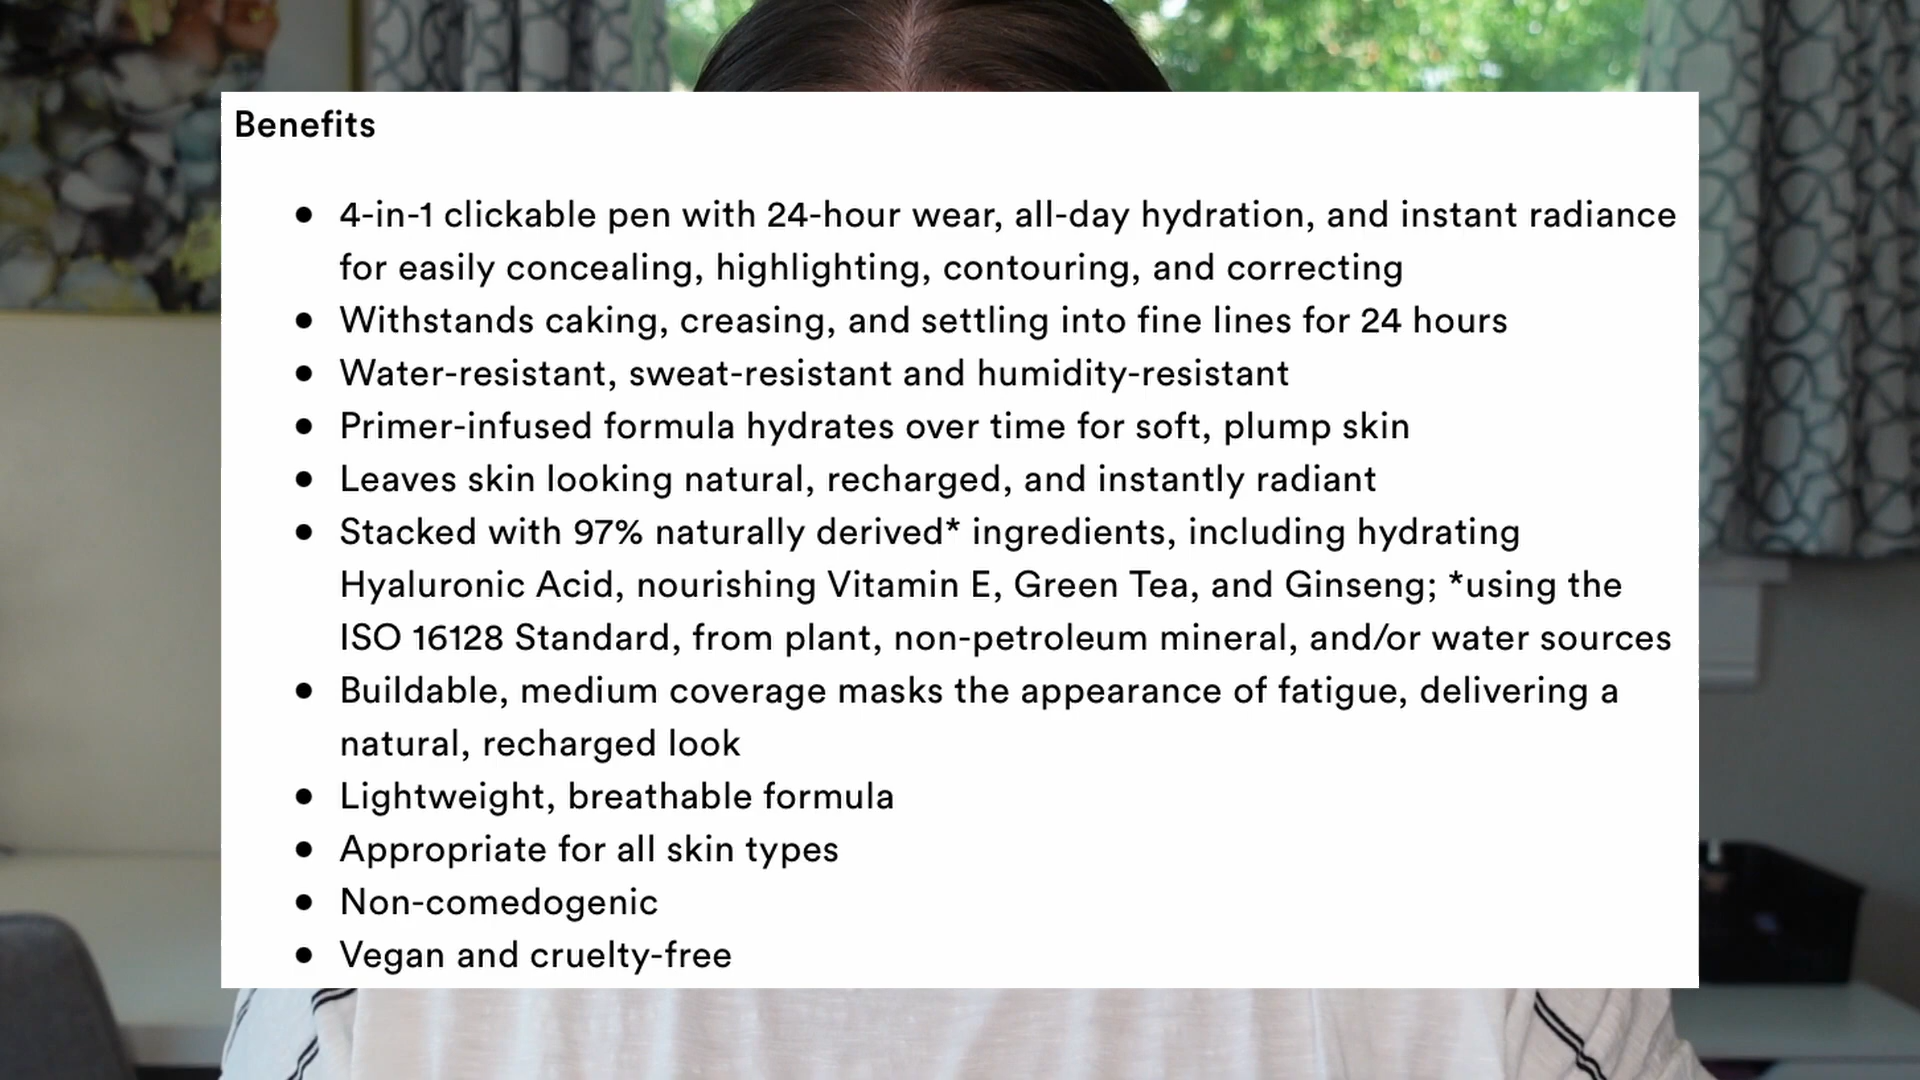 Benefits
● 4-in-1 clickable pen with 24-hour wear, all-day hydration, and instant radiance
for easily concealing, highlighting, contouring, and correcting
● Withstands caking, creasing, and settling into fine lines for 24 hours
● Water-resistant, sweat-resistant and humidity-resistant
● Primer-infused formula hydrates over time for soft, plump skin
● Leaves skin looking natural, recharged, and instantly radiant
● Stacked with 97% naturally derived* ingredients, including hydrating
Hyaluronic Acid, nourishing Vitamin E, Green Tea, and Ginseng; *using the
ISO 16128 Standard, from plant, non-petroleum mineral, and/or water sources
● Buildable, medium coverage masks the appearance of fatigue, delivering a
natural, recharged look
● Lightweight, breathable formula
● Appropriate for all skin types
● Non-comedogenic
● Vegan and cruelty-free